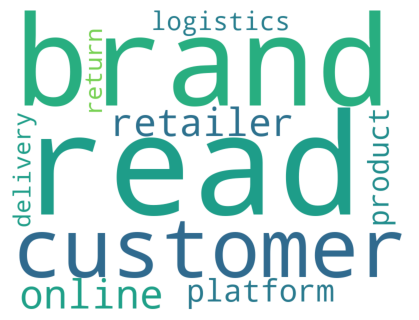 logistics
brand
return
retailer
read
delivery
product
customer
online
platform